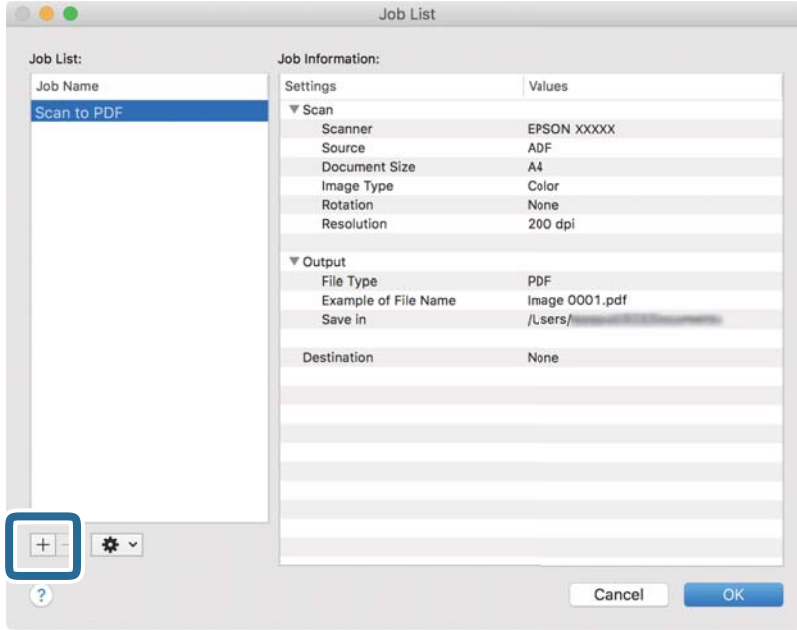 Job List
Job List:
Job Information:
Job Name
Settings Values
Scan to PDF
Scan
Scanner EPSON XXXXX
Source ADF
Document Size A4
Image Type Color
Rotation None
Resolution 200 dpi
Output
File Type PDF
Example of File Name Image 0001.pdf
Save in /Users/
Destination None
+ -
?
Cancel OK